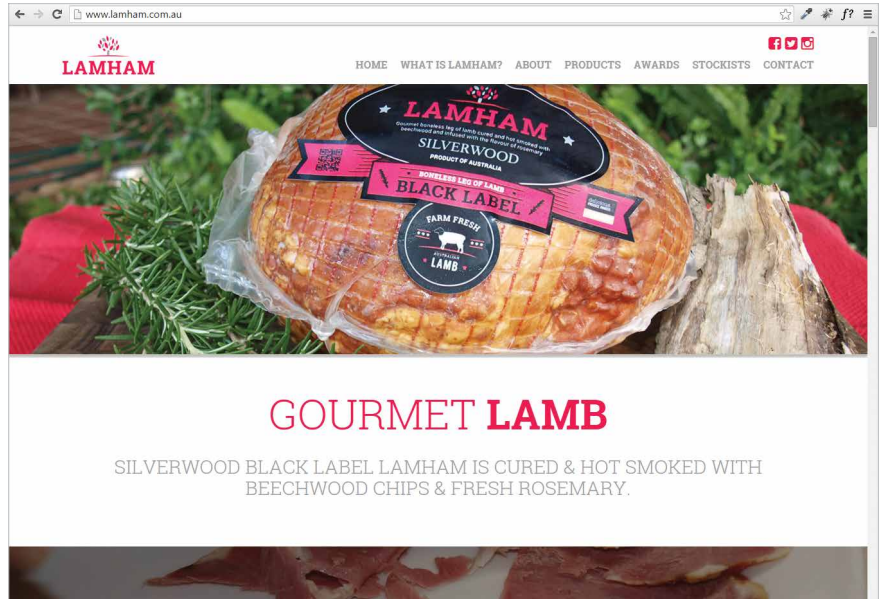 www.lamham.com.au
f?
LAMHAM
HOME WHAT IS LAMHAM? ABOUT PRODUCTS AWARDS STOCKISTS CONTACT
LAMHAM
Gourmet boneless leg of lamb cured and hot smoked with
beechwood and infused with the flavour of rosemary
SILVERWOOD
PRODUCT OF AUSTRALIA
BONELESS LEG OF LAMB
BLACK LABEL
FARM FRESH
AUSTRALIAN
LAMB
GOURMET LAMB
SILVERWOOD BLACK LABEL LAMHAM IS CURED & HOT SMOKED WITH
BEECHWOOD CHIPS & FRESH ROSEMARY.